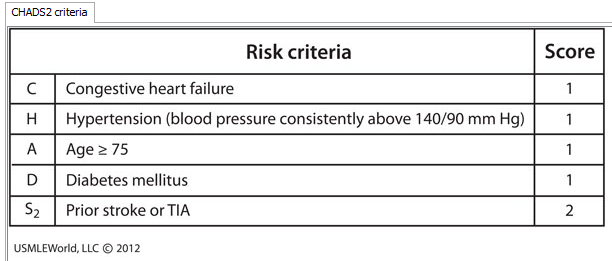 CHADS2 criteria
Risk criteria Score
C Congestive heart failure 1
H Hypertension (blood pressure consistently above 140/90 mm Hg) 1
A Age ≥ 75 1
D Diabetes mellitus 1
S₂ Prior stroke or TIA 2
USMLEWorld, LLC © 2012